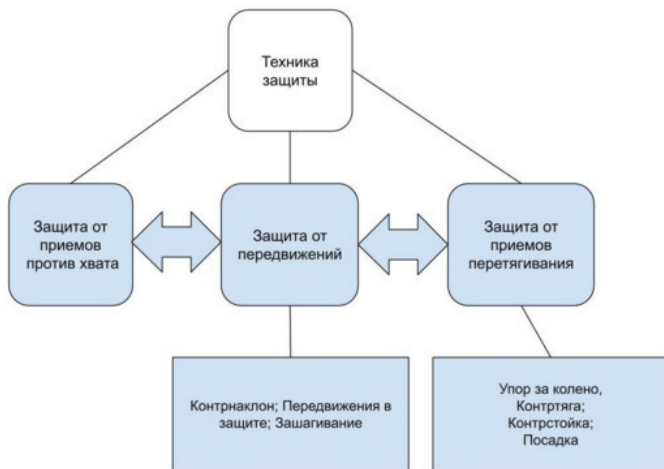 Техника
защиты
Защита от
приемов
против хвата
Защита от
передвижений
Защита от
приемов
перетягивания
Контрнаклон; Передвижения в
защите; Зашагивание
Упор за колено,
Контртяга;
Контрстойка;
Посадка